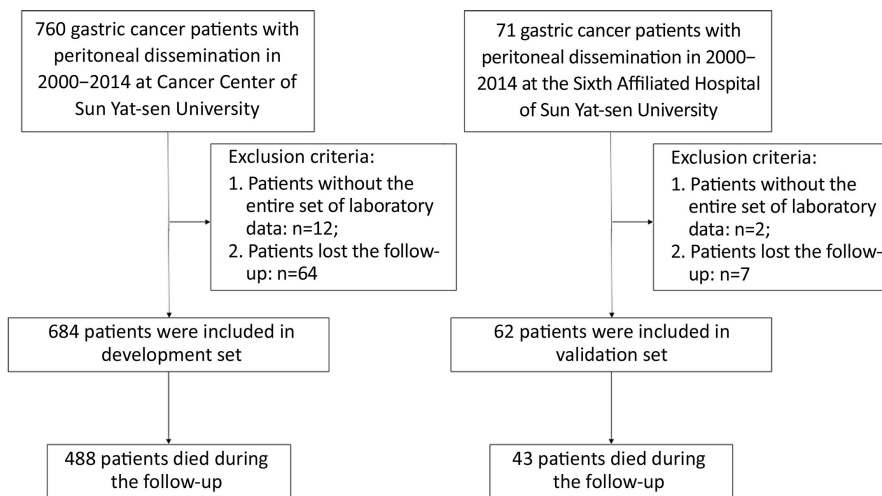 760 gastric cancer patients with
peritoneal dissemination in
2000−2014 at Cancer Center of
Sun Yat-sen University
Exclusion criteria:
1. Patients without the
entire set of laboratory
data: n=12;
2. Patients lost the follow-
up: n=64
684 patients were included in
development set
488 patients died during
the follow-up
71 gastric cancer patients with
peritoneal dissemination in 2000−
2014 at the Sixth Affiliated Hospital
of Sun Yat-sen University
Exclusion criteria:
1. Patients without the
entire set of laboratory
data: n=2;
2. Patients lost the follow-
up: n=7
62 patients were included in
validation set
43 patients died during
the follow-up